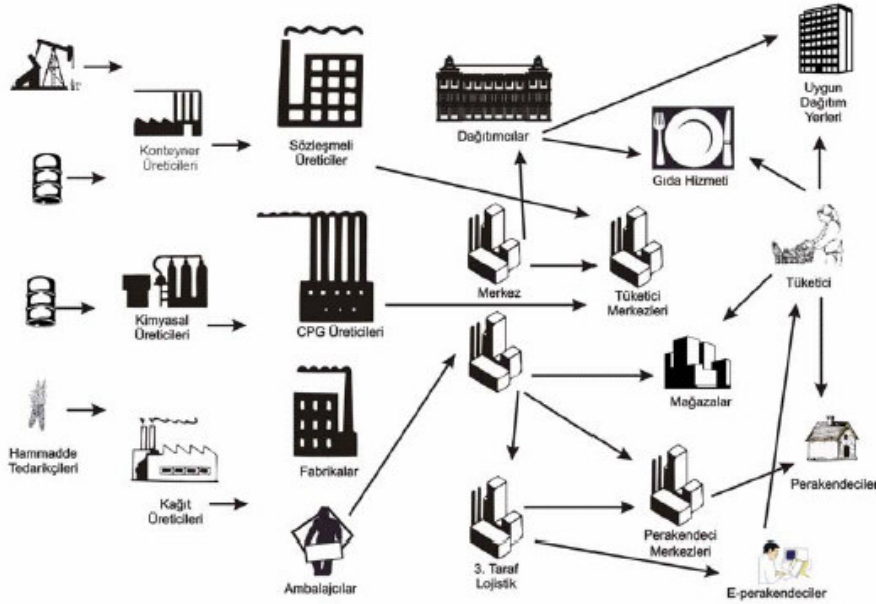 Konteyner
Üreticileri
Sözleşmeli
Üreticiler
Dağıtımcılar
Uygun
Dağıtım
Yerleri
Gıda Hizmeti
Kimyasal
Üreticileri
CPG Üreticileri
Merkez
Tüketici
Merkezleri
Tüketici
Mağazalar
Hammadde
Tedarikçileri
Kağıt
Üreticileri
Fabrikalar
Ambalajcılar
3. Taraf
Lojistik
Perakendeci
Merkezleri
Perakendeciler
E-perakendeciler